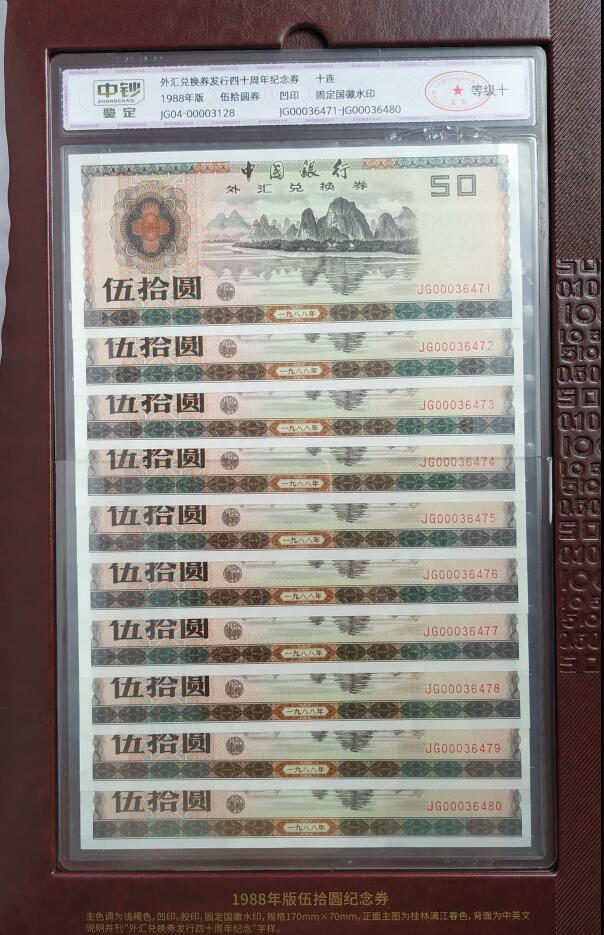 中钞
ZHONGCHAO
鉴定
外汇兑换券发行四十周年纪念券 十连
1988年版 伍拾圆券 凹印 固定国徽水印
JG04-00003128 JG00036471-JG00036480
等级十
中国银行
外汇兑换券
50
伍拾圆
JG00036471
一九八八年
伍拾圆
JG00036472
一九八八年
伍拾圆
JG00036473
一九八八年
伍拾圆
JG00036474
一九八八年
伍拾圆
JG00036475
一九八八年
伍拾圆
JG00036476
一九八八年
伍拾圆
JG00036477
一九八八年
伍拾圆
JG00036478
一九八八年
伍拾圆
JG00036479
一九八八年
伍拾圆
JG00036480
一九八八年
1988年版伍拾圆纪念券
主色调为浅褐色,凹印,胶印,固定国徽水印,规格170mm×70mm,正面主图为桂林漓江春色,背面为中英文
说明并刊"外汇兑换券发行四十周年纪念"字样。